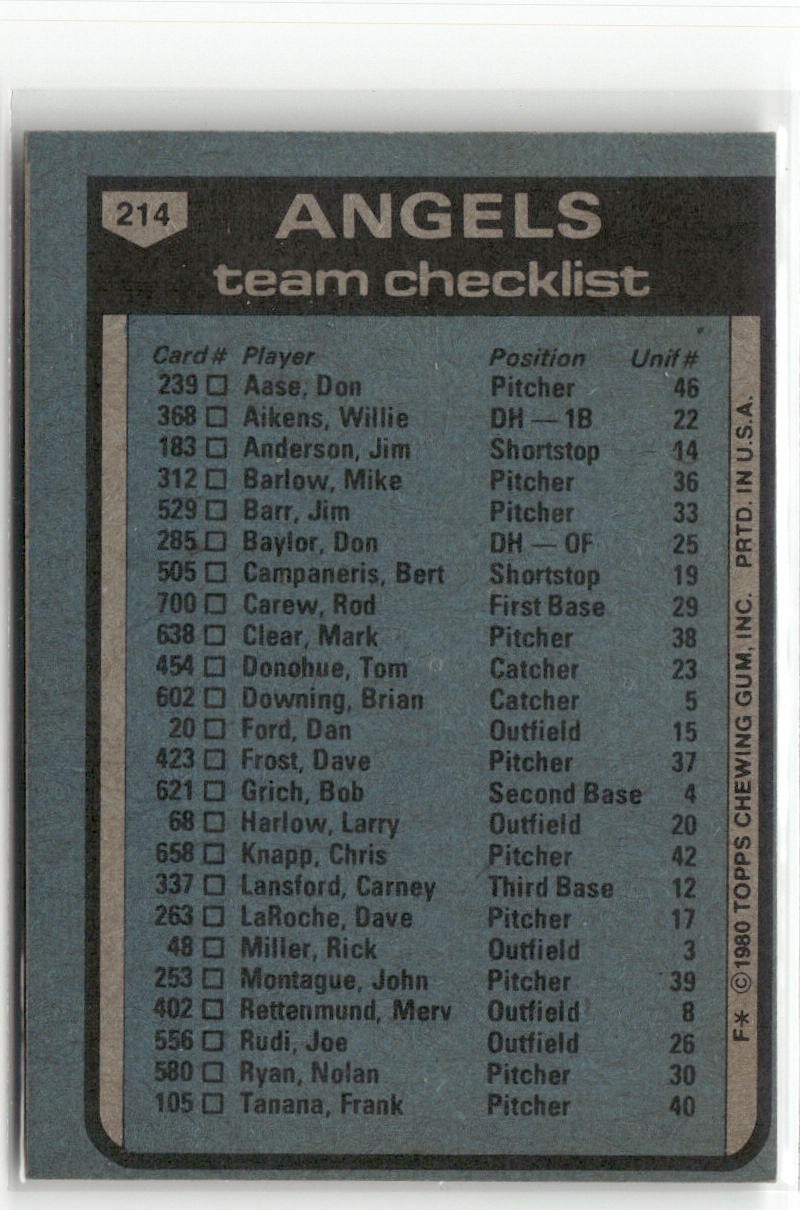 214
ANGELS
team checklist
Card # Player Position Unif #
239 Aase, Don Pitcher 46
368 Aikens, Willie DH — 1B 22
183 Anderson, Jim Shortstop 14
312 Barlow, Mike Pitcher 36
529 Barr, Jim Pitcher 33
285 Baylor, Don DH — OF 25
505 Campaneris, Bert Shortstop 19
700 Carew, Rod First Base 29
638 Clear, Mark Pitcher 38
454 Donohue, Tom Catcher 23
602 Downing, Brian Catcher 5
20 Ford, Dan Outfield 15
423 Frost, Dave Pitcher 37
621 Grich, Bob Second Base 4
68 Harlow, Larry Outfield 20
658 Knapp, Chris Pitcher 42
337 Lansford, Carney Third Base 12
263 LaRoche, Dave Pitcher 17
48 Miller, Rick Outfield 3
253 Montague, John Pitcher 39
402 Rettenmund, Merv Outfield 8
556 Rudi, Joe Outfield 26
580 Ryan, Nolan Pitcher 30
105 Tanana, Frank Pitcher 40
F* ©1980 TOPPS CHEWING GUM, INC. PRTD. IN U.S.A.